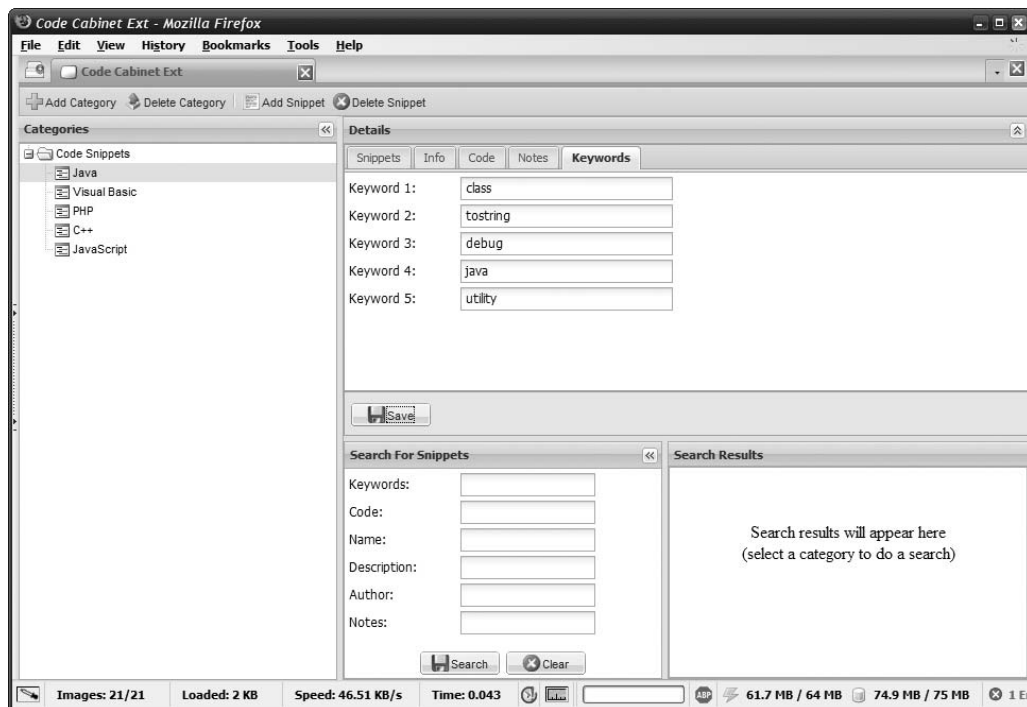 Code Cabinet Ext - Mozilla Firefox
File Edit View History Bookmarks Tools Help
Code Cabinet Ext
Add Category Delete Category Add Snippet Delete Snippet
Categories
Code Snippets
Java
Visual Basic
PHP
C++
JavaScript
Details
Snippets Info Code Notes Keywords
Keyword 1: class
Keyword 2: tostring
Keyword 3: debug
Keyword 4: java
Keyword 5: utility
Save
Search For Snippets
Keywords:
Code:
Name:
Description:
Author:
Notes:
Search Clear
Search Results
Search results will appear here
(select a category to do a search)
Images: 21/21 Loaded: 2 KB Speed: 46.51 KB/s Time: 0.043 ABP 61.7 MB / 64 MB 74.9 MB / 75 MB 1